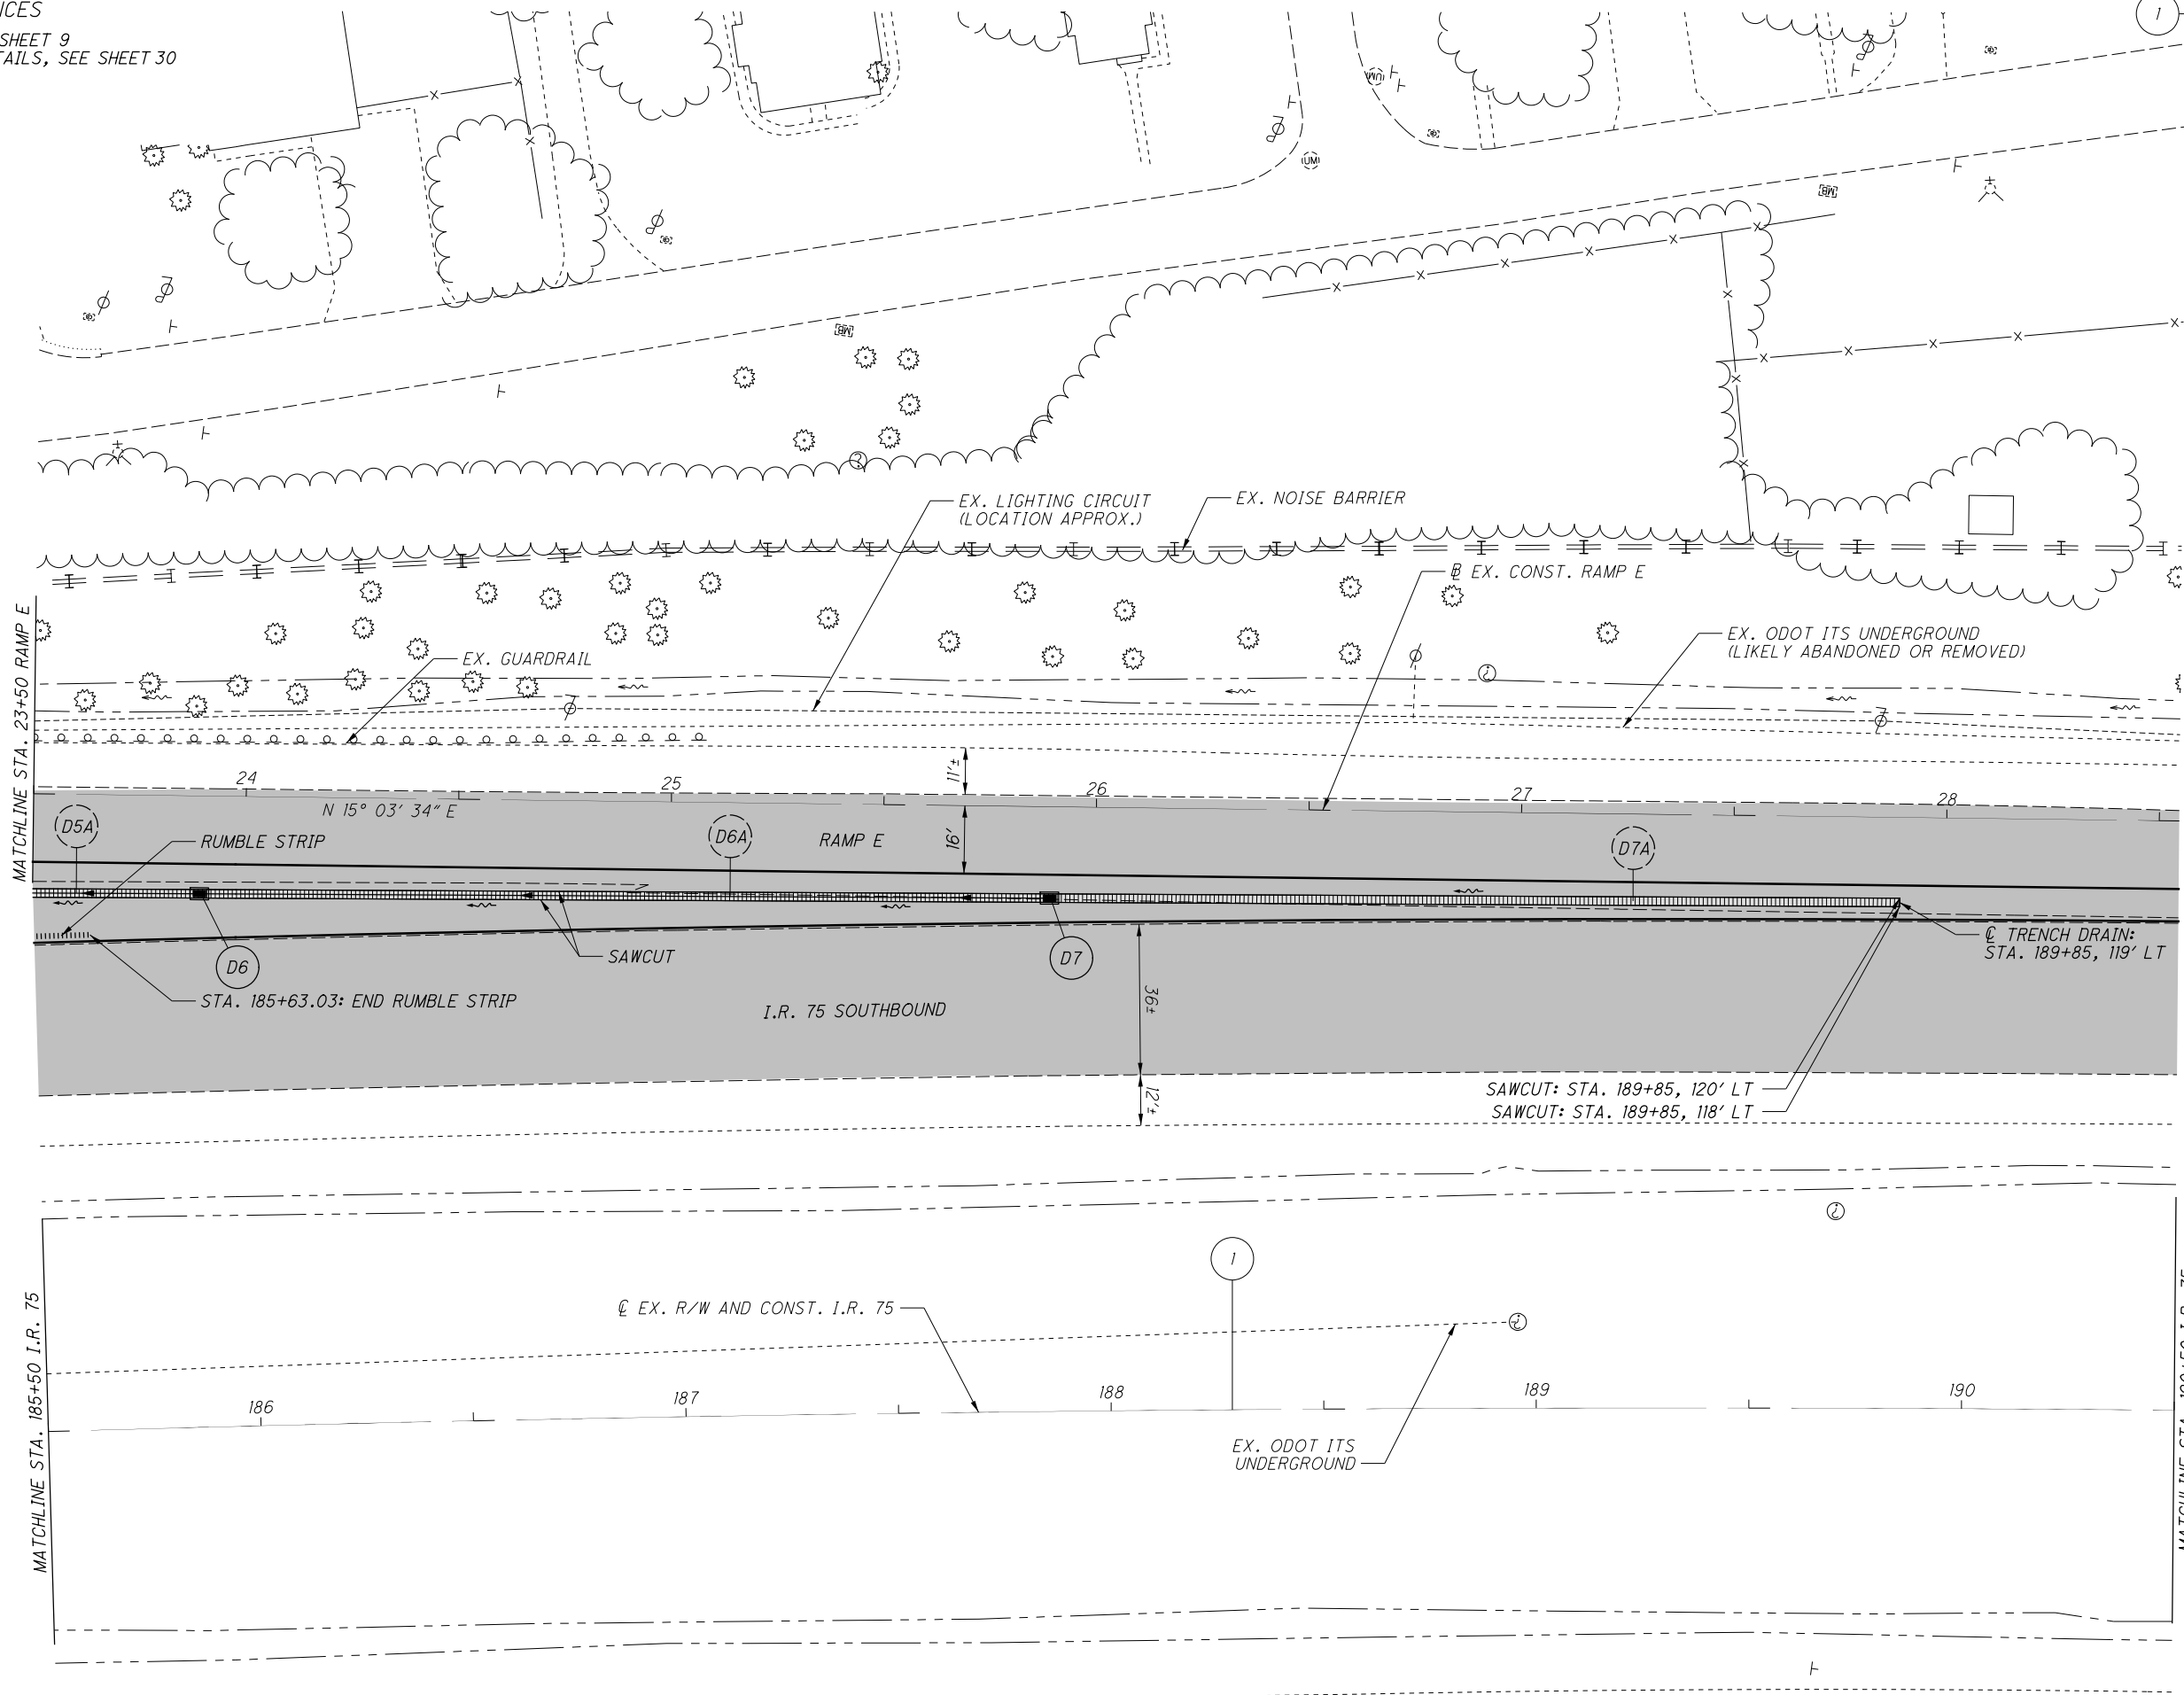 SHEET 9
SEE SHEET 30
1
UM
UM
MB
MB
EX. LIGHTING CIRCUIT
(LOCATION APPROX.)
EX. NOISE BARRIER
EX. CONST. RAMP E
EX. ODOT ITS UNDERGROUND
(LIKELY ABANDONED OR REMOVED)
EX. GUARDRAIL
MATCHLINE STA. 23+50 RAMP E
11'±
24
25
26
27
28
N 15° 03' 34" E
D5A
D6A
D7A
RUMBLE STRIP
RAMP E
16'
D6
D7
SAWCUT
℄ TRENCH DRAIN:
STA. 189+85, 119' LT
STA. 185+63.03: END RUMBLE STRIP
I.R. 75 SOUTHBOUND
36±
12'±
SAWCUT: STA. 189+85, 120' LT
SAWCUT: STA. 189+85, 118' LT
1
℄ EX. R/W AND CONST. I.R. 75
MATCHLINE STA. 185+50 I.R. 75
186
187
188
189
190
EX. ODOT ITS
UNDERGROUND